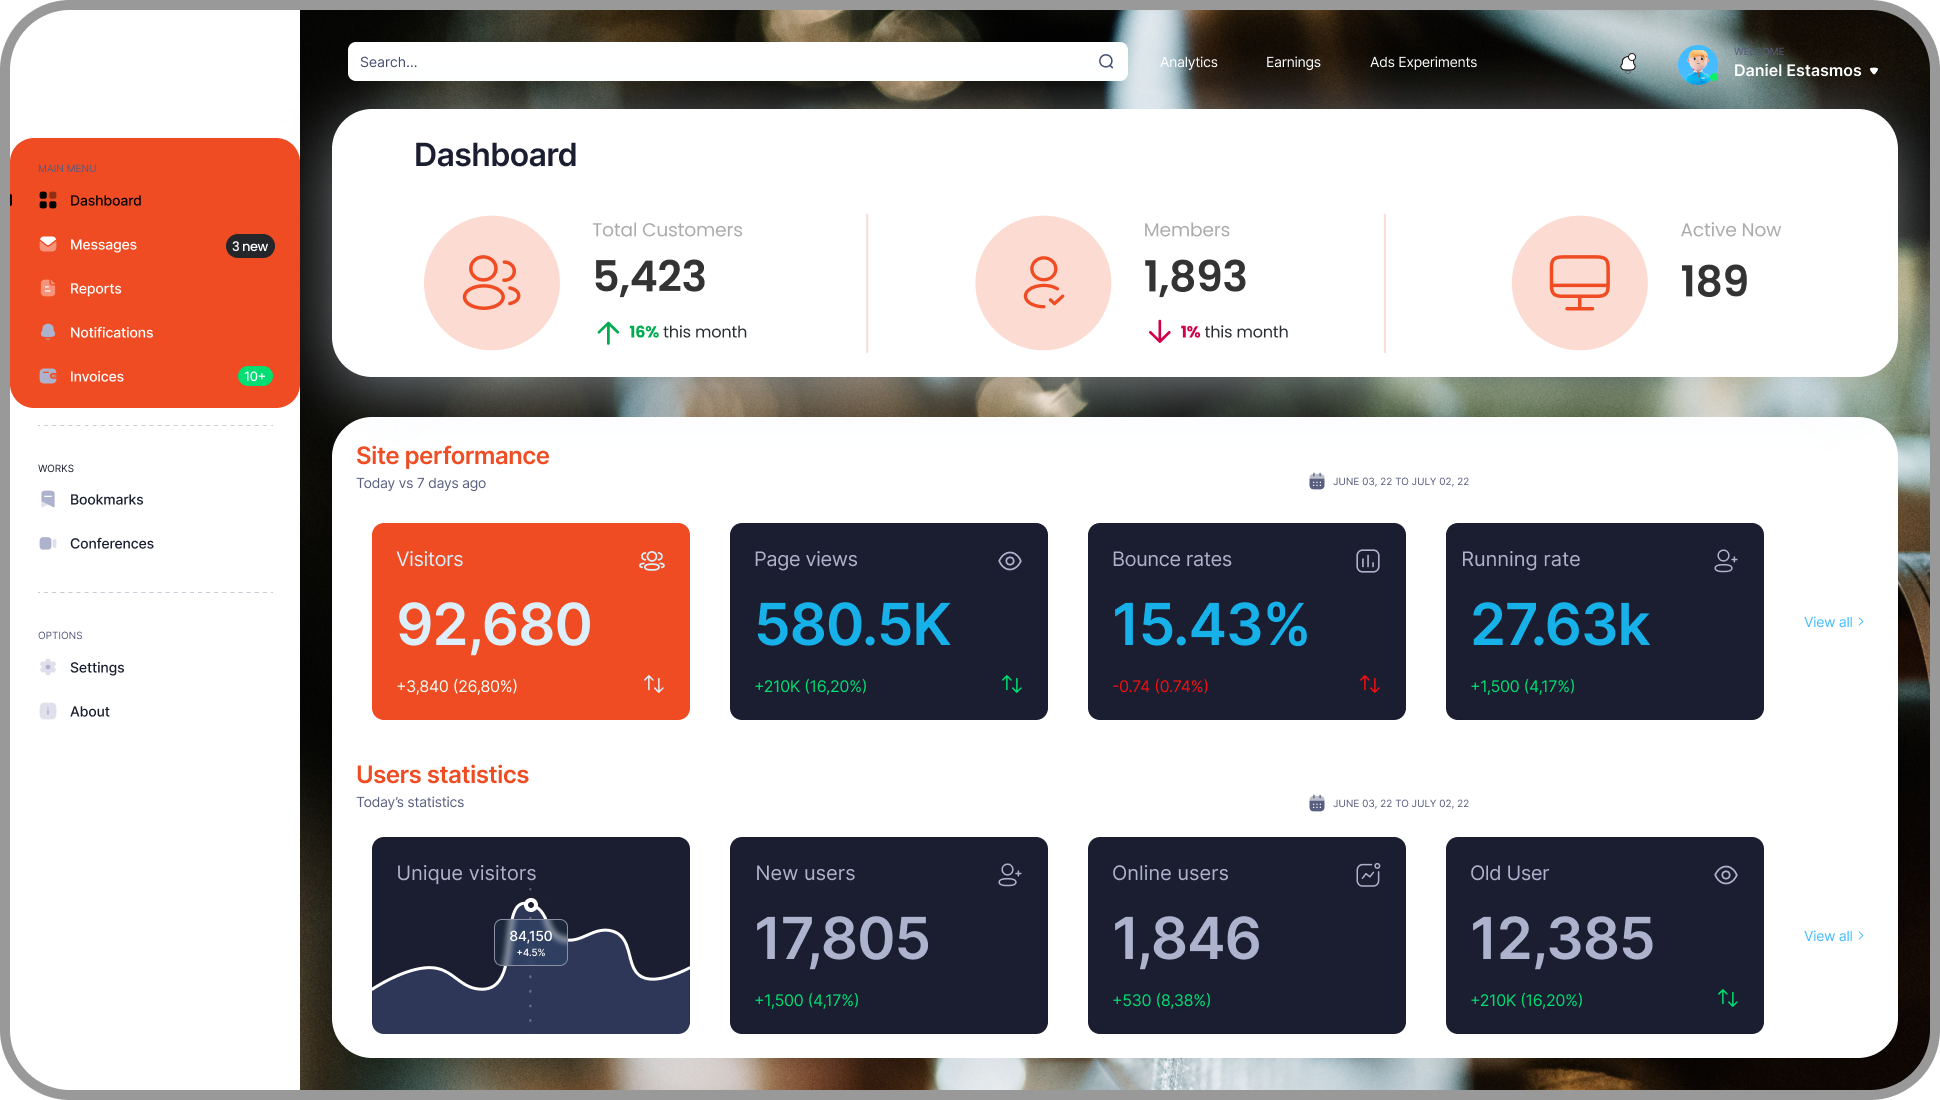 Search...
Analytics
Earnings
Ads Experiments
WELCOME
Daniel Estasmos
MAIN MENU
Dashboard
Messages
3 new
Reports
Notifications
Invoices
10+
WORKS
Bookmarks
Conferences
OPTIONS
Settings
About
Dashboard
Total Customers
5,423
16% this month
Members
1,893
1% this month
Active Now
189
Site performance
Today vs 7 days ago
JUNE 03, 22 TO JULY 02, 22
Visitors
92,680
+3,840 (26,80%)
Page views
580.5K
+210K (16,20%)
Bounce rates
15.43%
-0.74 (0.74%)
Running rate
27.63k
+1,500 (4,17%)
View all
Users statistics
Today's statistics
JUNE 03, 22 TO JULY 02, 22
Unique visitors
84,150
+4.5%
New users
17,805
+1,500 (4,17%)
Online users
1,846
+530 (8,38%)
Old User
12,385
+210K (16,20%)
View all